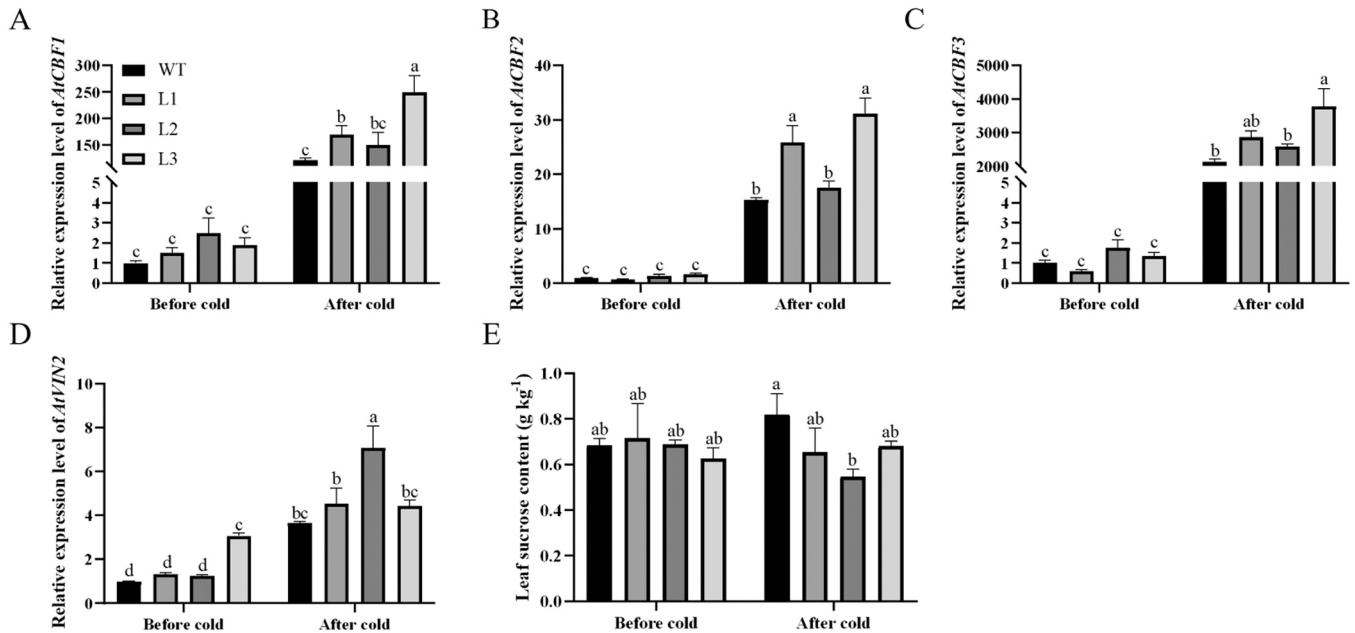 A
Relative expression level of AtCBF1
300
250
200
150
5
4
3
2
1
0
WT
L1
L2
L3
c
c
c
c
c
b
bc
a
Before cold
After cold
B
Relative expression level of AtCBF2
40
30
20
10
0
c
c
c
c
b
a
b
a
Before cold
After cold
C
Relative expression level of AtCBF3
5000
4000
3000
2000
5
4
3
2
1
0
c
c
c
c
b
ab
b
a
Before cold
After cold
D
Relative expression level of AtVIN2
10
8
6
4
2
0
d
d
d
c
bc
b
a
bc
Before cold
After cold
E
Leaf sucrose content (g kg-1)
1.0
0.8
0.6
0.4
0.2
0.0
ab
ab
ab
ab
a
ab
b
ab
Before cold
After cold